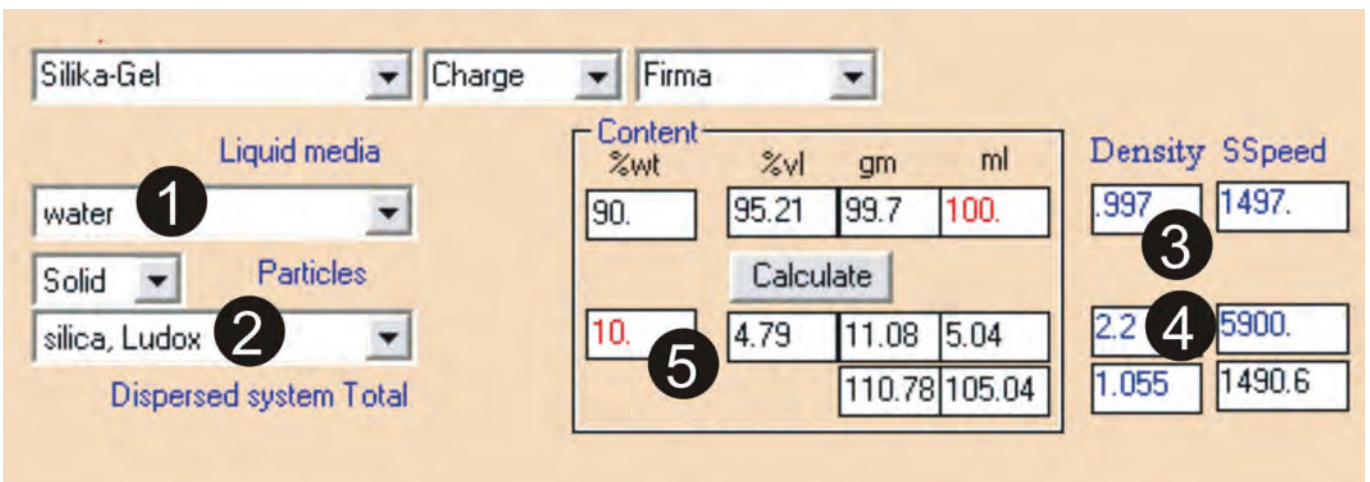 Silika-Gel Charge Firma
Liquid media Content Density SSpeed
%wt %vl gm ml
water 1 90. 95.21 99.7 100. .997 1497.
3
Solid Particles Calculate
silica, Ludox 2 10. 5 4.79 11.08 5.04 2.2 4 5900.
Dispersed system Total 110.78 105.04 1.055 1490.6